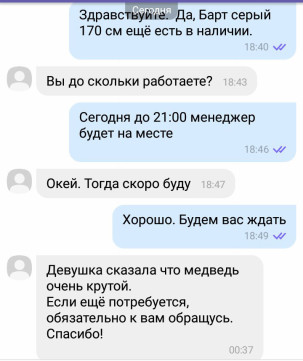 Сегодня
Здравствуйте. Да, Барт серый
170 см ещё есть в наличии.
18:40
Вы до скольки работаете? 18:43
Сегодня до 21:00 менеджер
будет на месте
18:46
Окей. Тогда скоро буду 18:47
Хорошо. Будем вас ждать
18:49
Девушка сказала что медведь
очень крутой.
Если ещё потребуется,
обязательно к вам обращусь.
Спасибо!
00:37